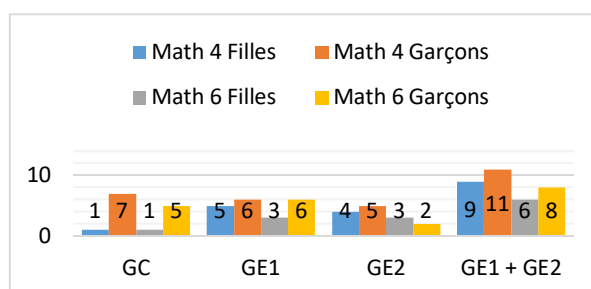 Math 4 Filles Math 4 Garçons
Math 6 Filles Math 6 Garçons
10
1 7 1 5 5 6 3 6 4 5 3 2 9 11 6 8
0
GC GE1 GE2 GE1 + GE2